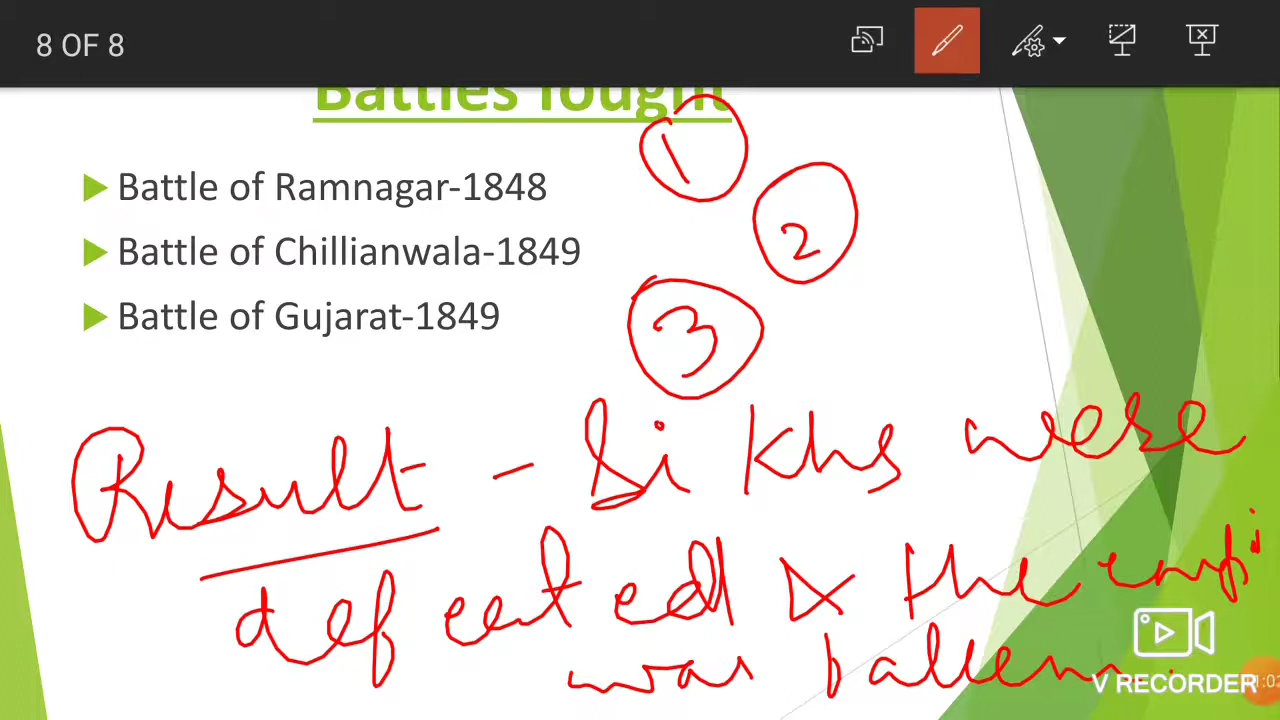 8 OF 8
Battles fought
1
Battle of Ramnagar-1848
2
Battle of Chillianwala-1849
3
Battle of Gujarat-1849
Result - Sikhs were
defeated & the
was
V RECORDER